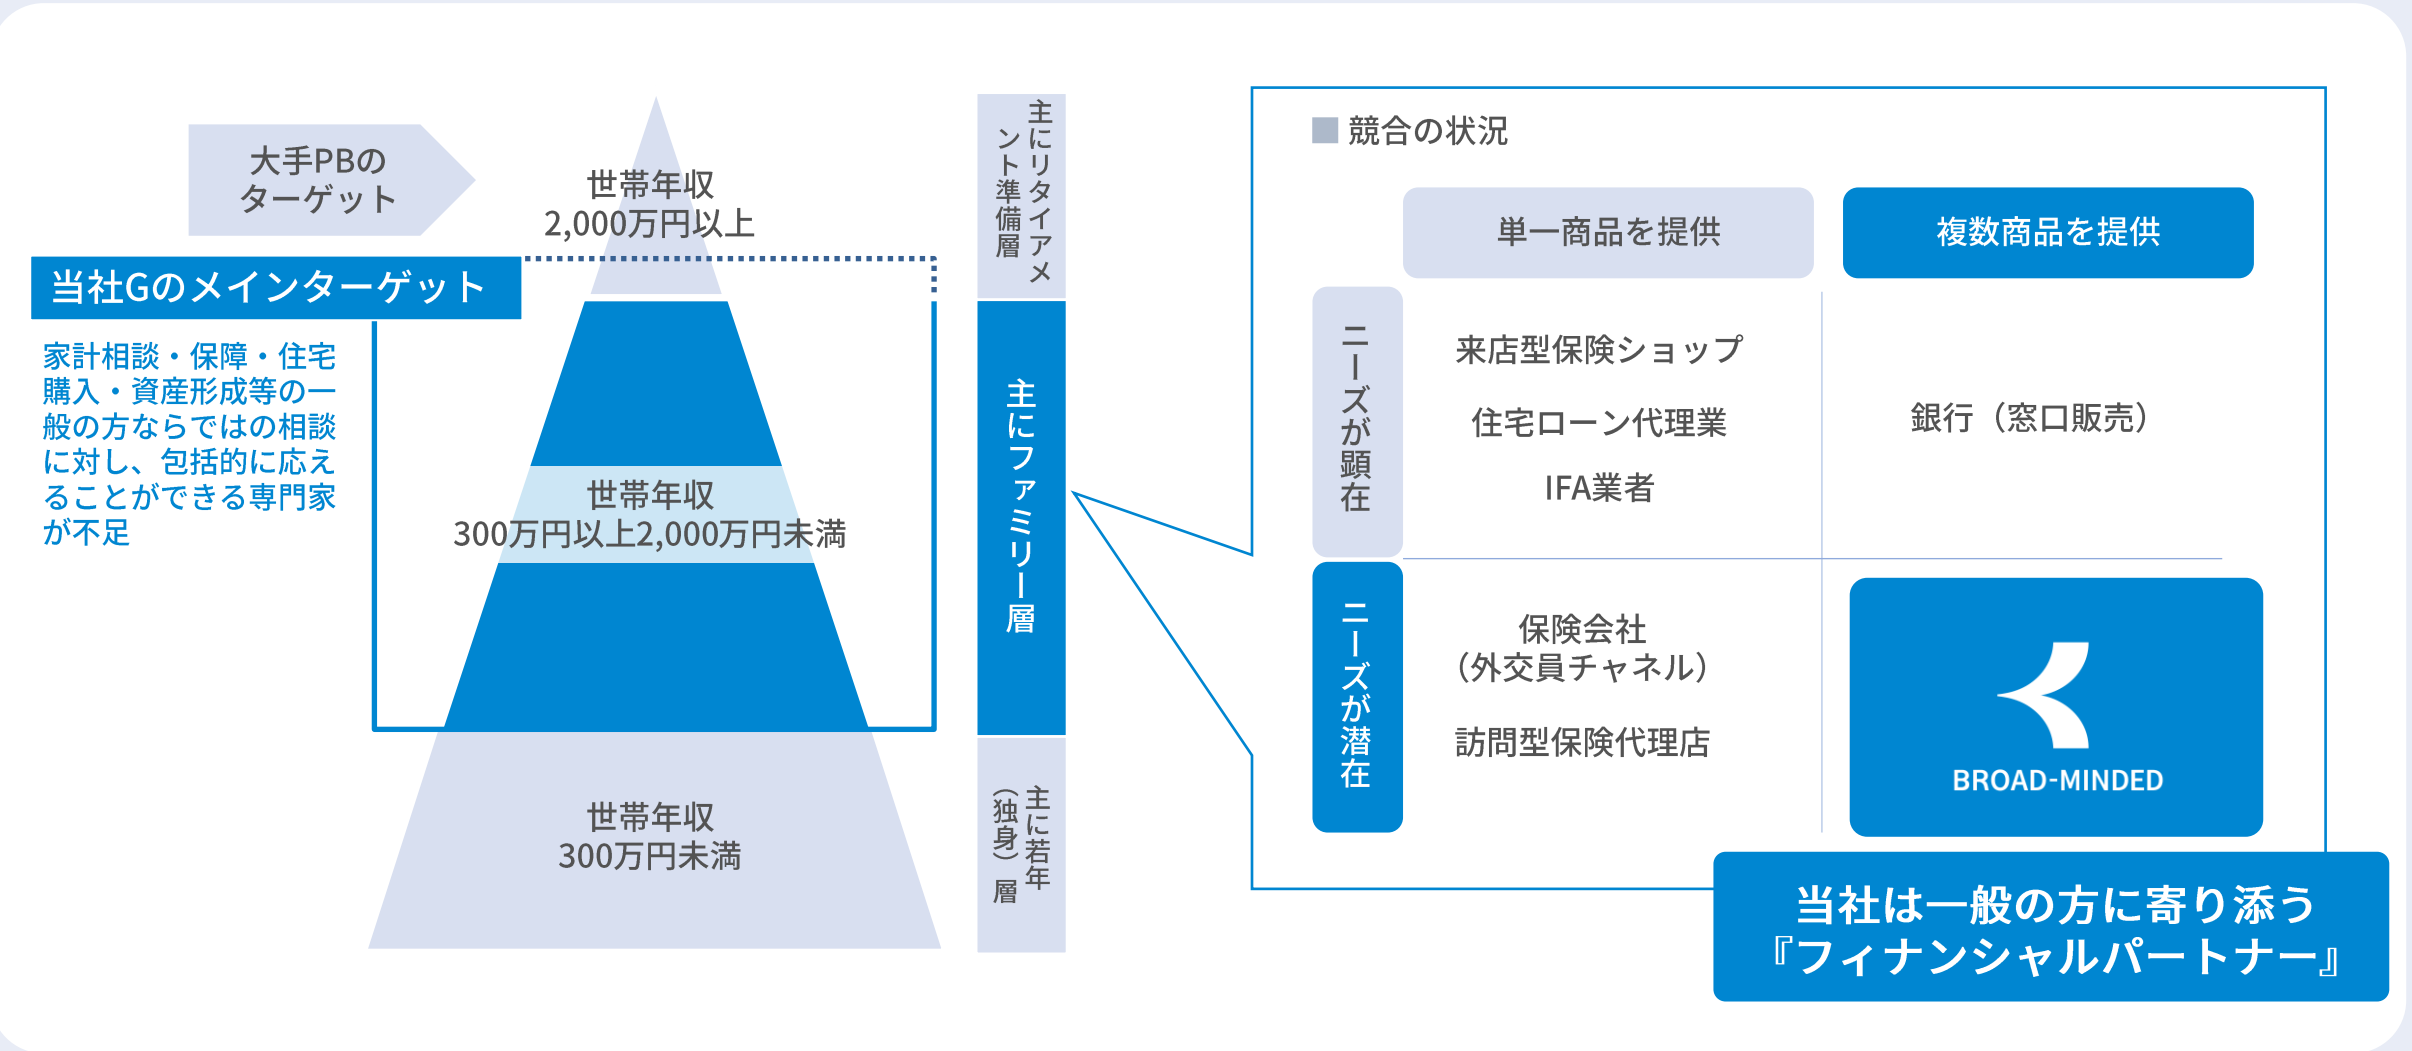 大手PBの
ターゲット
世帯年収
2,000万円以上
当社Gのメインターゲット
家計相談・保障・住宅
購入・資産形成等の一
般の方ならではの相談
に対し、包括的に応え
ることができる専門家
が不足
世帯年収
300万円以上2,000万円未満
世帯年収
300万円未満
主にリタイアメ
ント準備層
主にファミリー層
主に若年
（独身）層
競合の状況
単一商品を提供
複数商品を提供
ニーズが顕在
来店型保険ショップ
住宅ローン代理業
IFA業者
銀行（窓口販売）
ニーズが潜在
保険会社
（外交員チャネル）
訪問型保険代理店
BROAD-MINDED
当社は一般の方に寄り添う
『フィナンシャルパートナー』